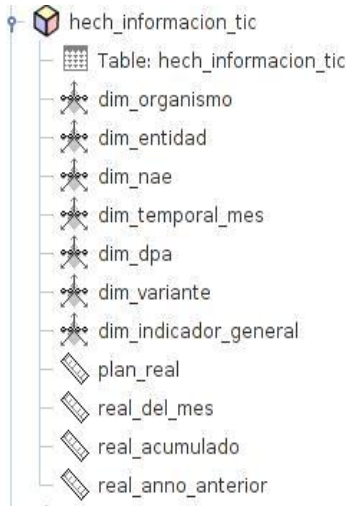 hech_informacion_tic
Table: hech_informacion_tic
dim_organismo
dim_entidad
dim_nae
dim_temporal_mes
dim_dpa
dim_variante
dim_indicador_general
plan_real
real_del_mes
real_acumulado
real_anno_anterior